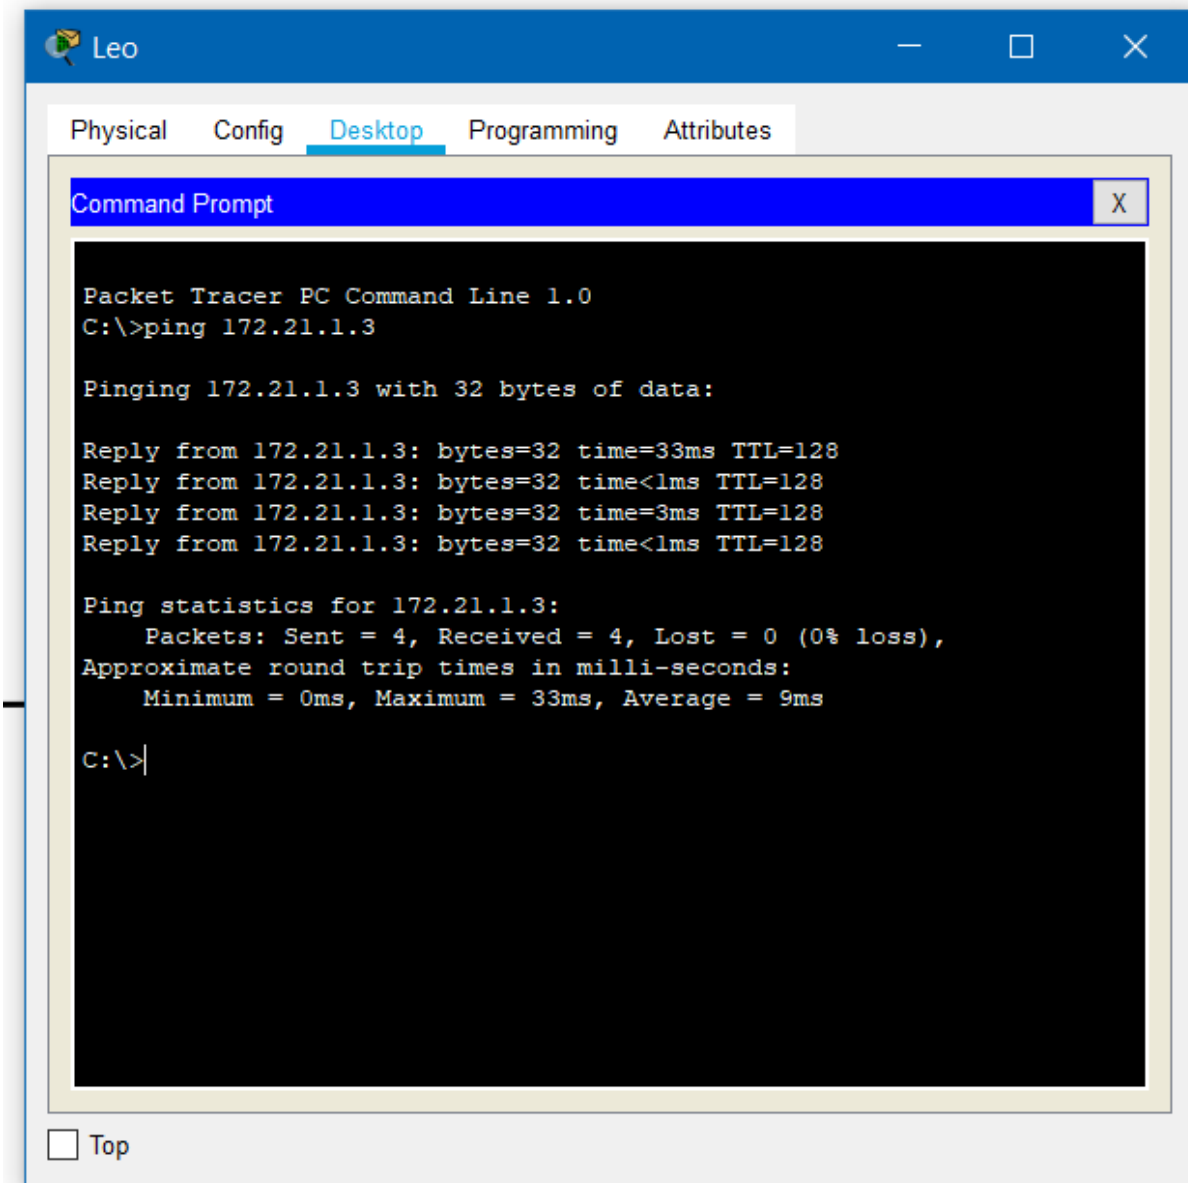 Leo
Physical Config Desktop Programming Attributes
Command Prompt
X
Packet Tracer PC Command Line 1.0
C:\>ping 172.21.1.3
Pinging 172.21.1.3 with 32 bytes of data:
Reply from 172.21.1.3: bytes=32 time=33ms TTL=128
Reply from 172.21.1.3: bytes=32 time<1ms TTL=128
Reply from 172.21.1.3: bytes=32 time=3ms TTL=128
Reply from 172.21.1.3: bytes=32 time<1ms TTL=128
Ping statistics for 172.21.1.3:
    Packets: Sent = 4, Received = 4, Lost = 0 (0% loss),
Approximate round trip times in milli-seconds:
    Minimum = 0ms, Maximum = 33ms, Average = 9ms
C:\>
Top